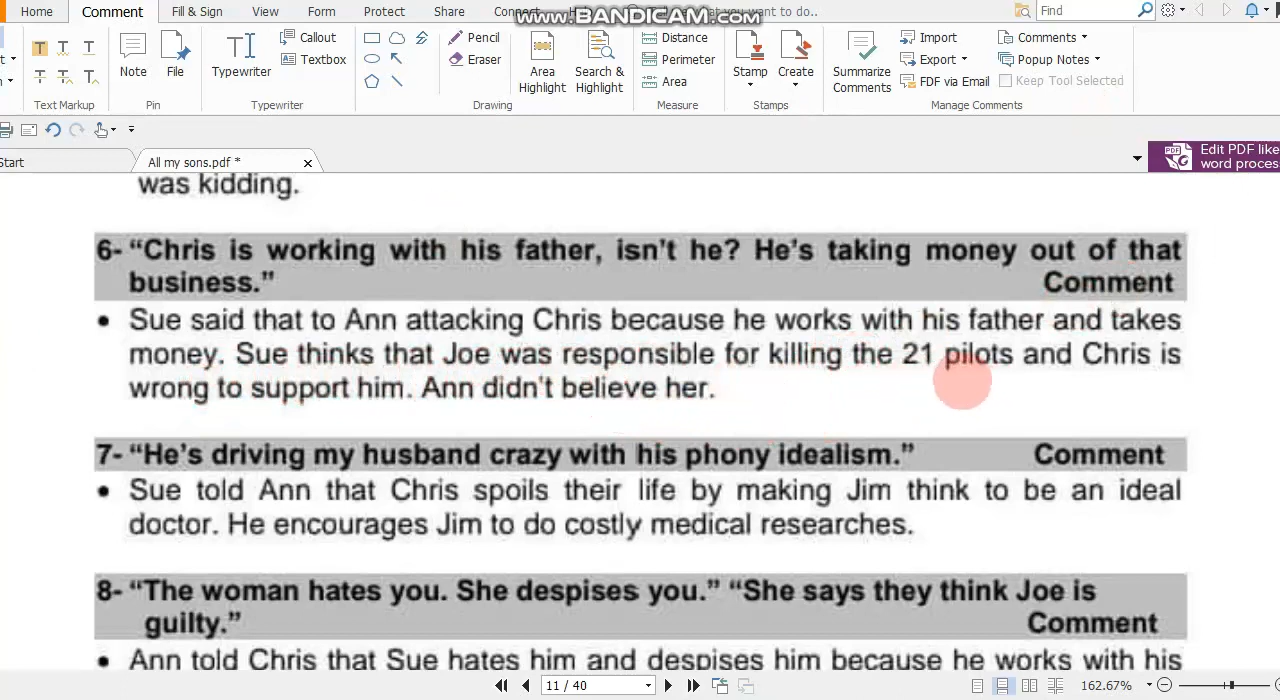 Home Comment Fill & Sign View Form Protect Share Connect
www.BANDICAM.com
want to do..
Find
Note File Typewriter Callout Textbox Pencil Eraser Area Highlight Search & Highlight Distance Perimeter Area Stamp Create Summarize Comments Import Export FDF via Email Comments Popup Notes Keep Tool Selected
Text Markup Pin Typewriter Drawing Measure Stamps Manage Comments
Start All my sons.pdf *
Edit PDF like
word proces
was kidding.
6- “Chris is working with his father, isn’t he? He’s taking money out of that
business.” Comment
• Sue said that to Ann attacking Chris because he works with his father and takes
money. Sue thinks that Joe was responsible for killing the 21 pilots and Chris is
wrong to support him. Ann didn’t believe her.
7- “He’s driving my husband crazy with his phony idealism.” Comment
• Sue told Ann that Chris spoils their life by making Jim think to be an ideal
doctor. He encourages Jim to do costly medical researches.
8- “The woman hates you. She despises you.” “She says they think Joe is
guilty.” Comment
• Ann told Chris that Sue hates him and despises him because he works with his
11 / 40 162.67%